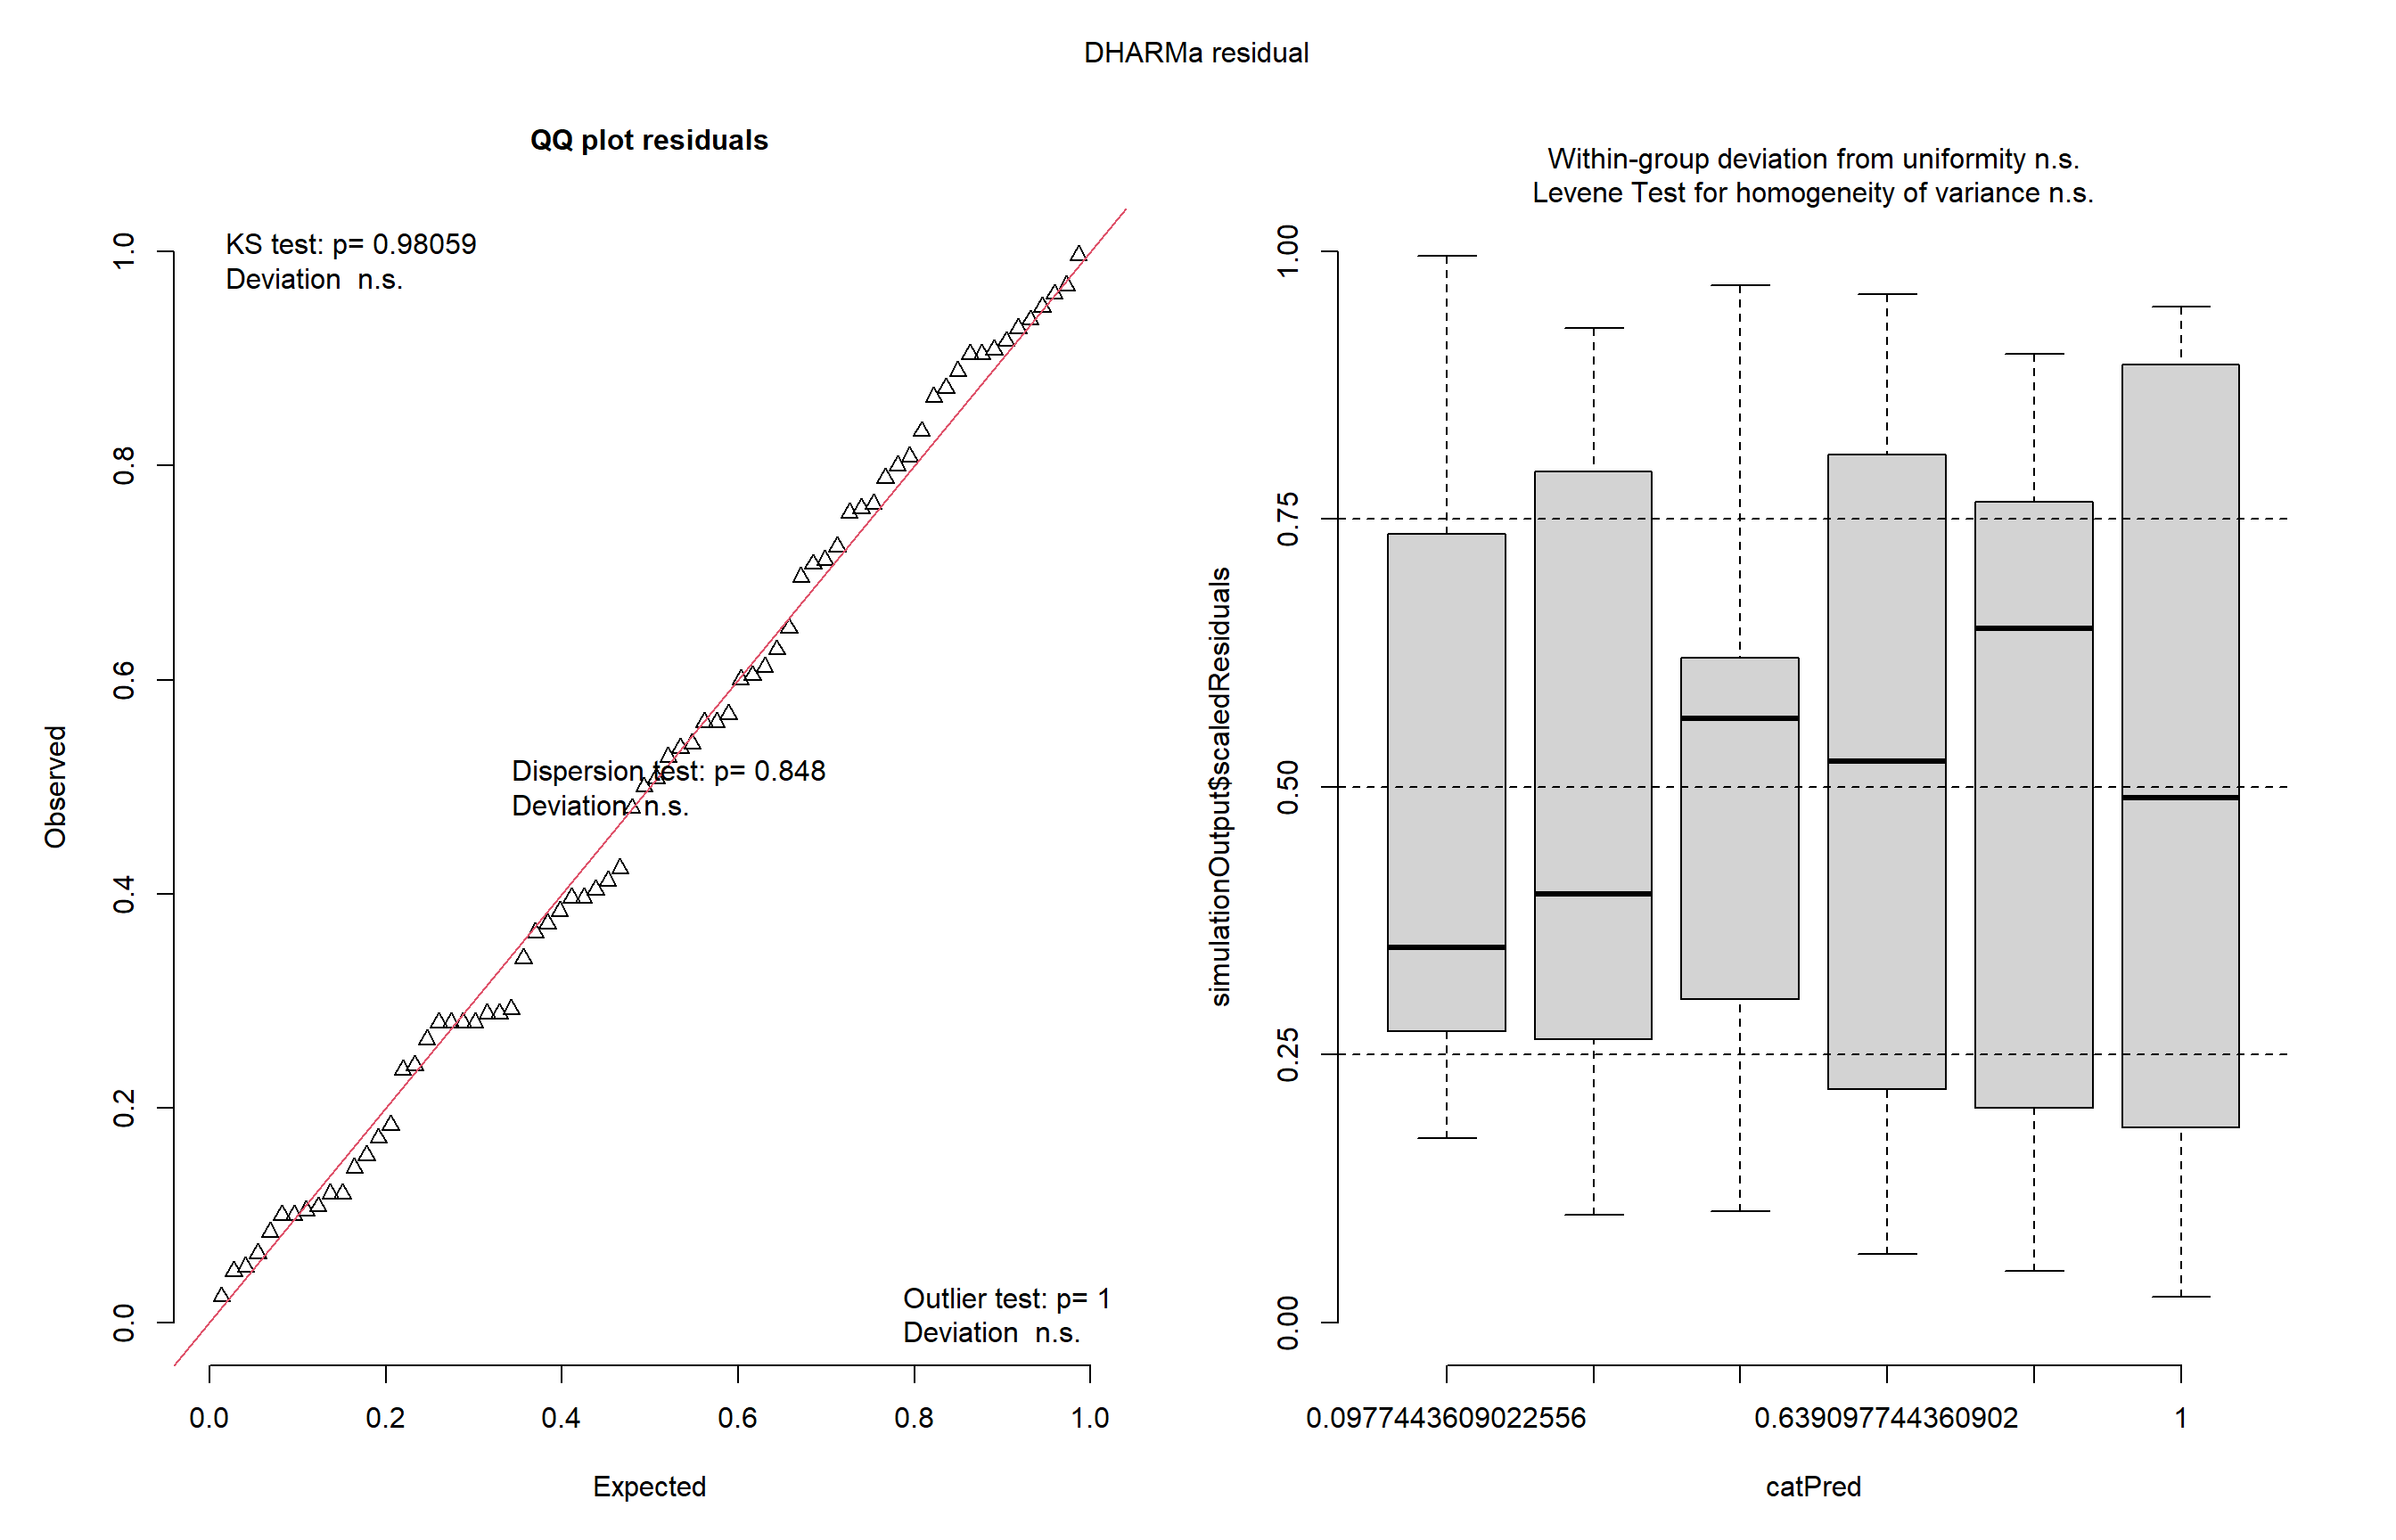 DHARMa residual
QQ plot residuals
KS test: p= 0.98059
Deviation  n.s.
Dispersion test: p= 0.848
Deviation  n.s.
Outlier test: p= 1
Deviation  n.s.
Observed
0.0
0.2
0.4
0.6
0.8
1.0
0.0
0.2
0.4
0.6
0.8
1.0
Expected
Within-group deviation from uniformity n.s.
Levene Test for homogeneity of variance n.s.
simulationOutput$scaledResiduals
0.00
0.25
0.50
0.75
1.00
0.0977443609022556
0.639097744360902
1
catPred